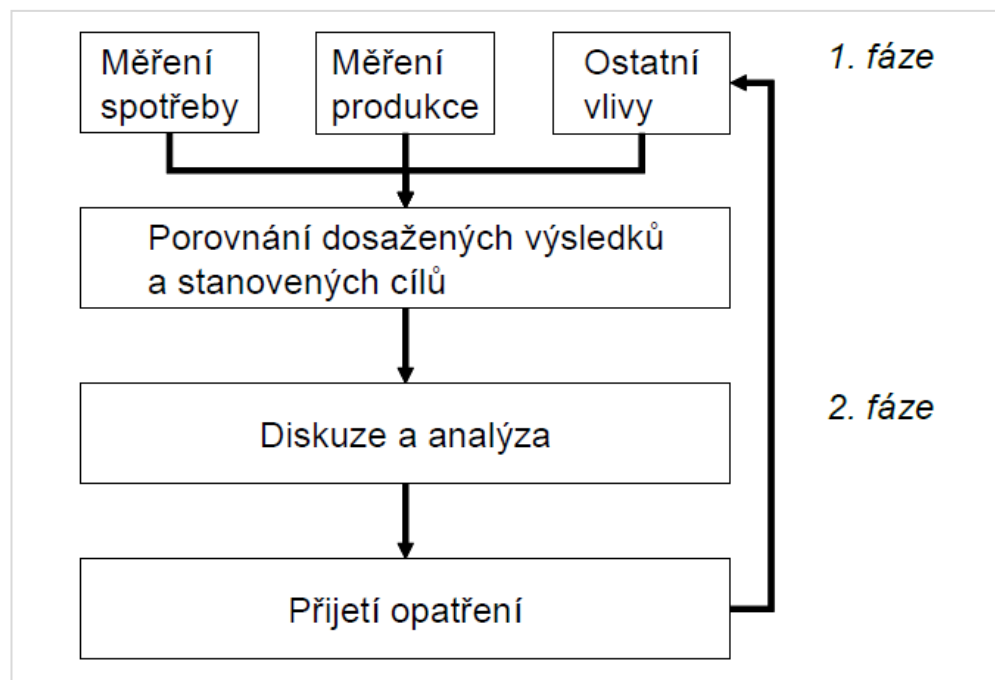 Měření
spotřeby
Měření
produkce
Ostatní
vlivy
1. fáze
Porovnání dosažených výsledků
a stanovených cílů
Diskuze a analýza
2. fáze
Přijetí opatření